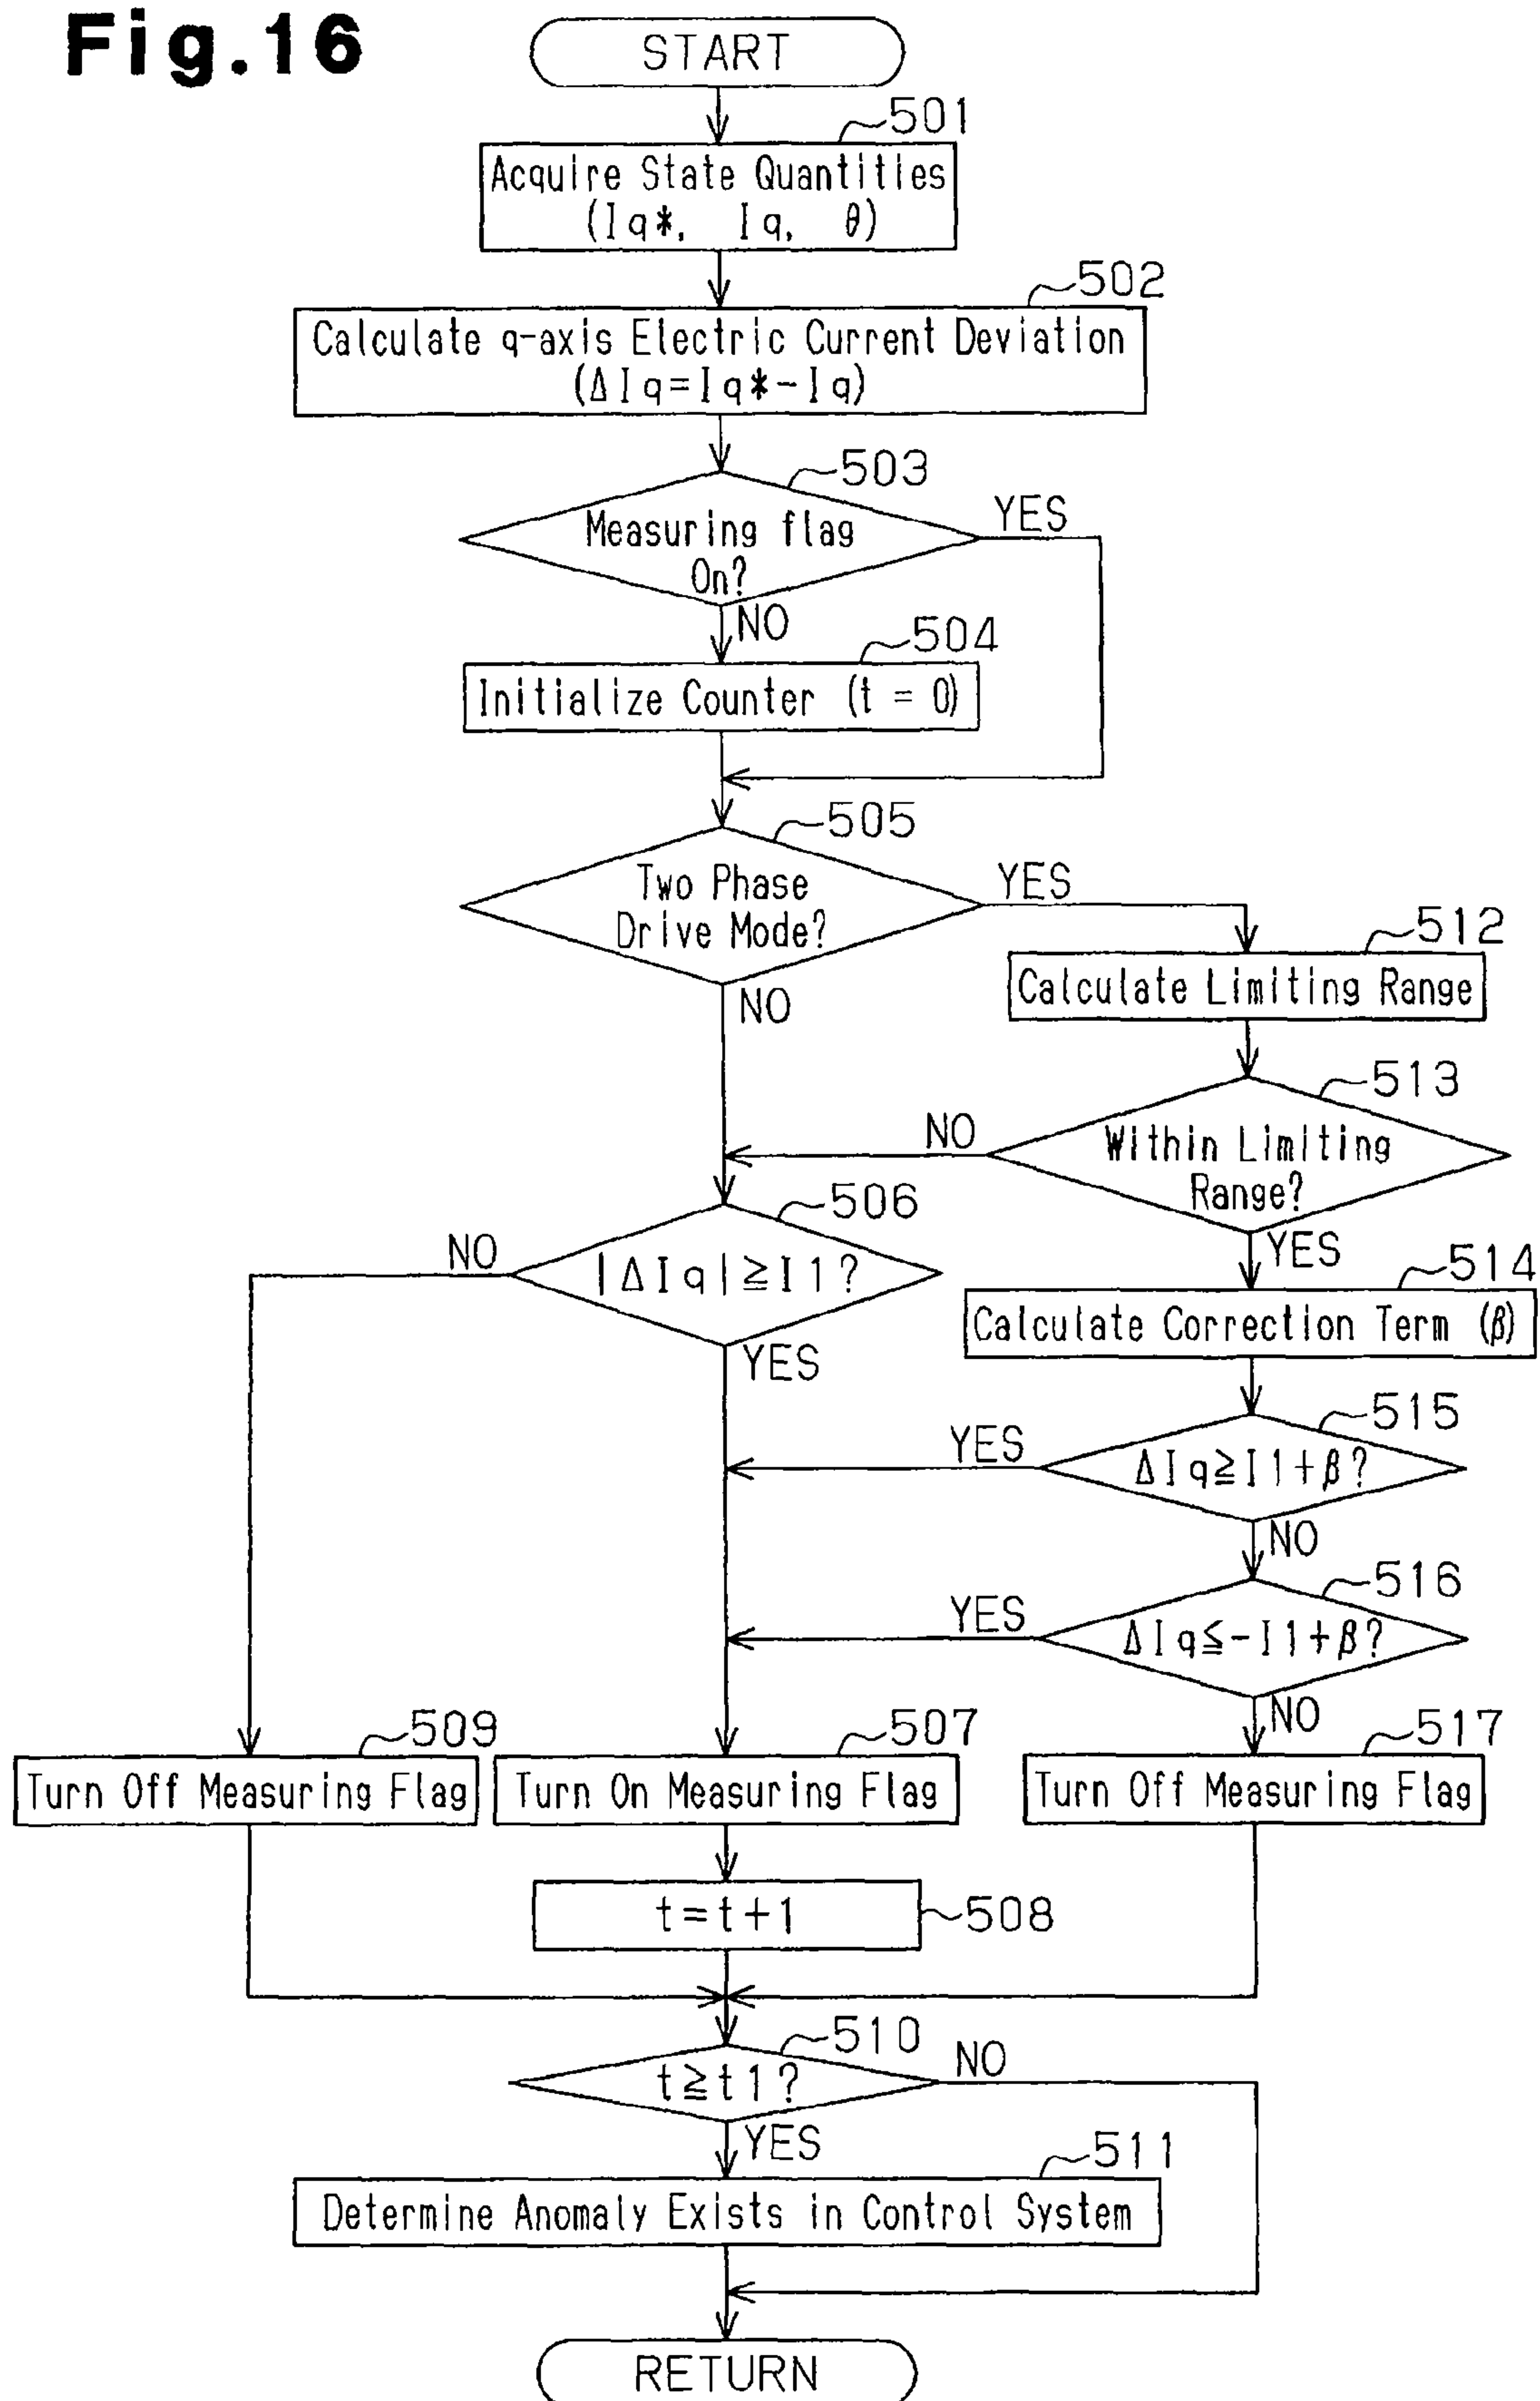 Fig.16
START
501
Acquire State Quantities
(Iq*, Iq, θ)
502
Calculate q-axis Electric Current Deviation
(ΔIq=Iq*-Iq)
503
Measuring flag
On?
YES
NO
504
Initialize Counter (t = 0)
505
Two Phase
Drive Mode?
YES
NO
512
Calculate Limiting Range
513
Within Limiting
Range?
NO
YES
506
|ΔIq|≧I1?
NO
YES
514
Calculate Correction Term (β)
515
ΔIq≧I1+β?
YES
NO
516
ΔIq≦-I1+β?
YES
NO
509
Turn Off Measuring Flag
507
Turn On Measuring Flag
517
Turn Off Measuring Flag
t=t+1
508
510
t≧t1?
NO
YES
511
Determine Anomaly Exists in Control System
RETURN